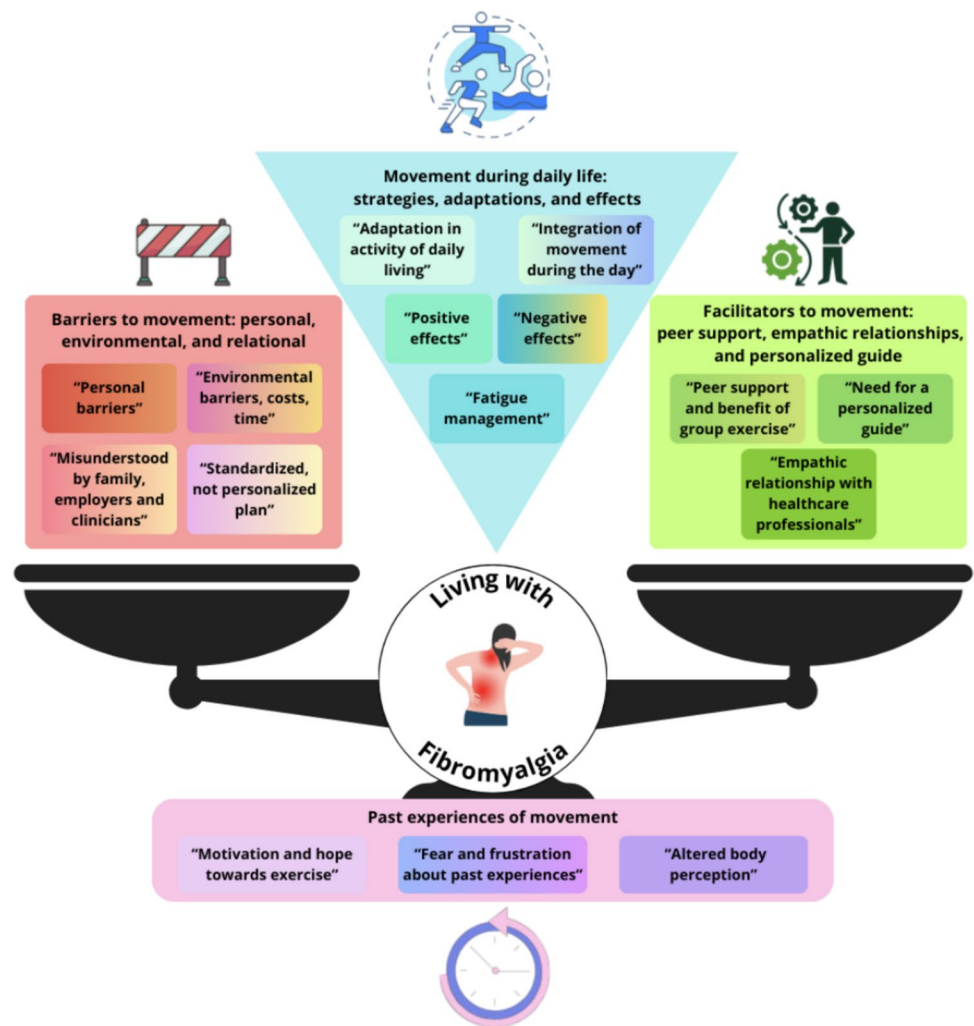 Movement during daily life:
strategies, adaptations, and effects
“Adaptation in
activity of daily
living”
“Integration of
movement
during the day”
“Positive
effects”
“Negative
effects”
“Fatigue
management”
Barriers to movement: personal,
environmental, and relational
“Personal
barriers”
“Environmental
barriers, costs,
time”
“Misunderstood
by family,
employers and
clinicians”
“Standardized,
not personalized
plan”
Facilitators to movement:
peer support, empathic relationships,
and personalized guide
“Peer support
and benefit of
group exercise”
“Need for a
personalized
guide”
“Empathic
relationship with
healthcare
professionals”
Living with
Fibromyalgia
Past experiences of movement
“Motivation and hope
towards exercise”
“Fear and frustration
about past experiences”
“Altered body
perception”